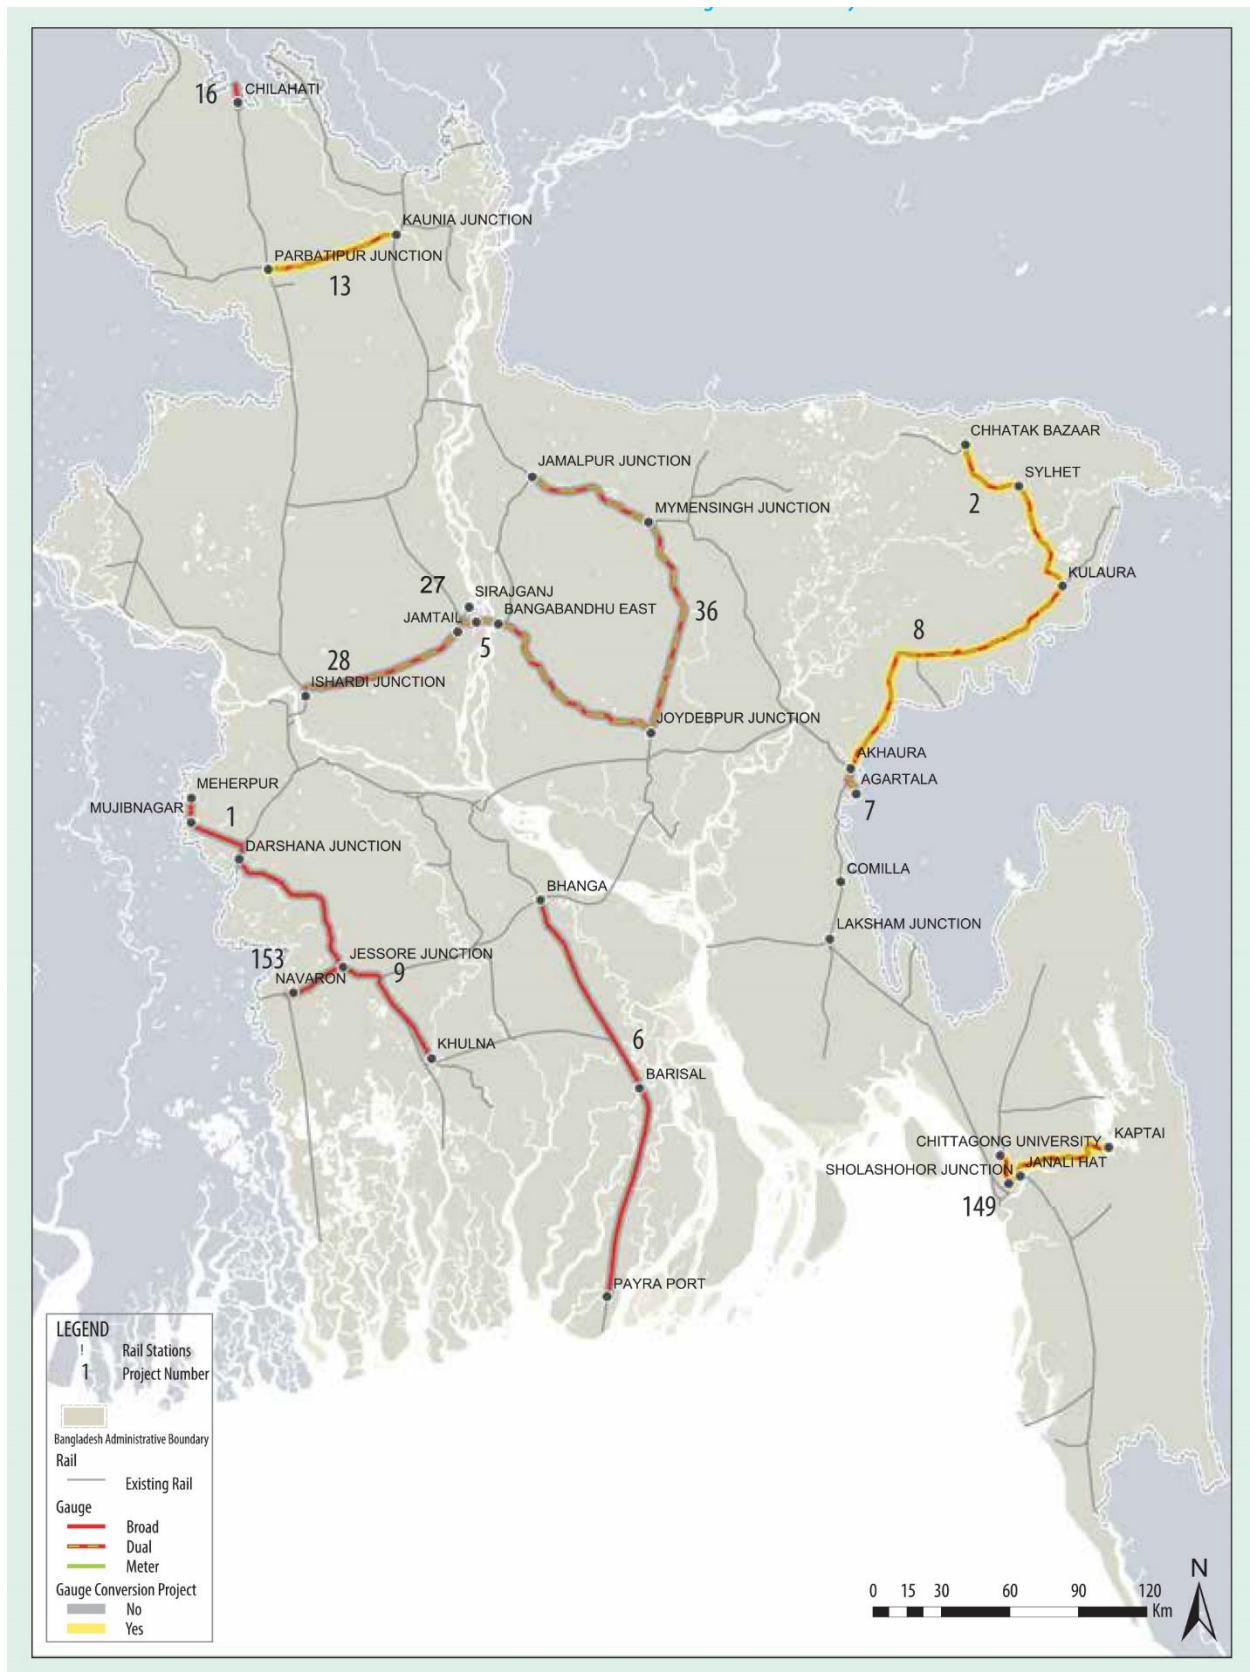 16
CHILAHATI
KAUNIA JUNCTION
PARBATIPUR JUNCTION
13
CHHATAK BAZAAR
JAMALPUR JUNCTION
SYLHET
2
MYMENSINGH JUNCTION
KULAURA
27
SIRAJGANJ
BANGABANDHU EAST
JAMTAIL
36
5
8
28
ISHARDI JUNCTION
JOYDEBPUR JUNCTION
AKHAURA
AGARTALA
7
MEHERPUR
MUJIBNAGAR
1
DARSHANA JUNCTION
COMILLA
BHANGA
LAKSHAM JUNCTION
153
JESSORE JUNCTION
9
NAVARON
KHULNA
6
BARISAL
CHITTAGONG UNIVERSITY
KAPTAI
SHOLASHOHOR JUNCTION
JANALI HAT
149
PAYRA PORT
LEGEND
! Rail Stations
1 Project Number
Bangladesh Administrative Boundary
Rail
Existing Rail
Gauge
Broad
Dual
Meter
Gauge Conversion Project
No
Yes
N
0 15 30 60 90 120
Km